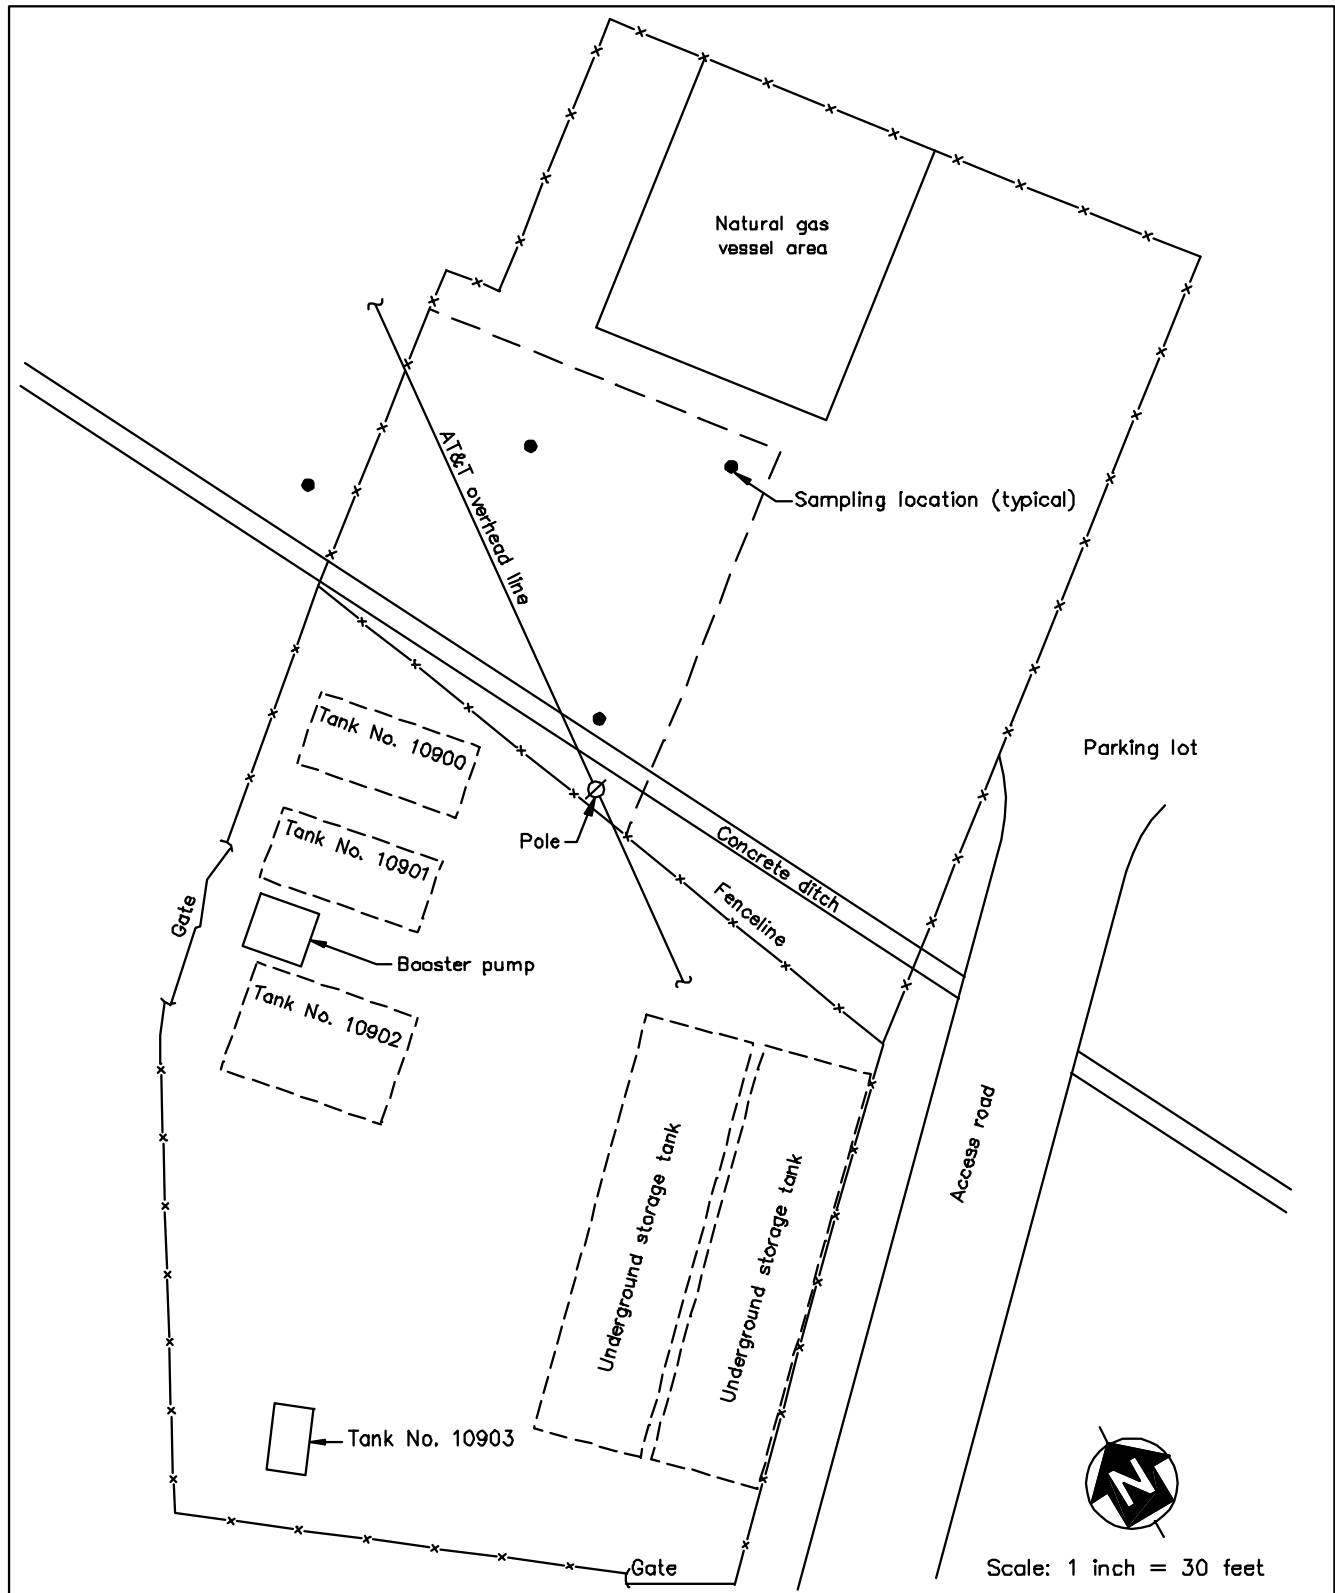 Natural gas
vessel area
AT&T overhead line
Sampling location (typical)
Tank No. 10900
Parking lot
Tank No. 10901
Pole
Concrete ditch
Fenceline
Gate
Booster pump
Tank No. 10902
Access road
Underground storage tank
Underground storage tank
Tank No. 10903
N
Gate
Scale: 1 inch = 30 feet